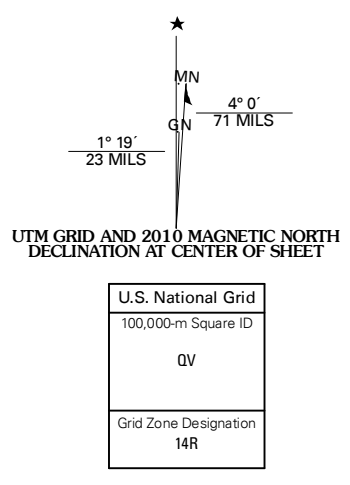 ★
MN
GN
4° 0´
71 MILS
1° 19´
23 MILS
UTM GRID AND 2010 MAGNETIC NORTH
DECLINATION AT CENTER OF SHEET
U.S. National Grid
100,000-m Square ID
QV
Grid Zone Designation
14R